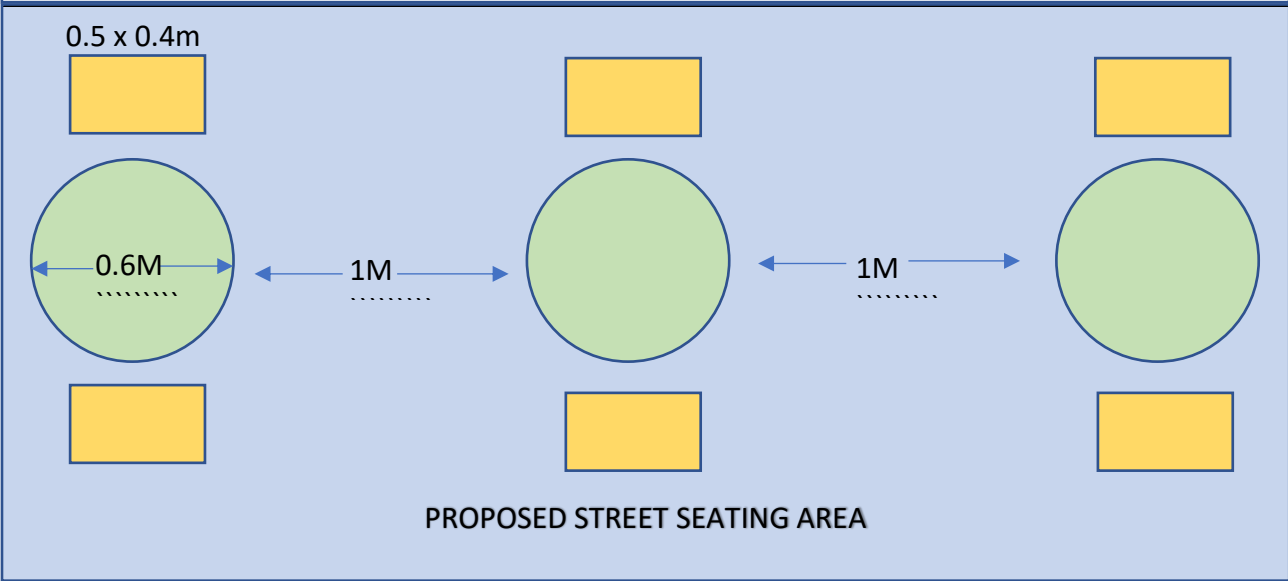 0.5 x 0.4m
0.6M
1M
1M
PROPOSED STREET SEATING AREA